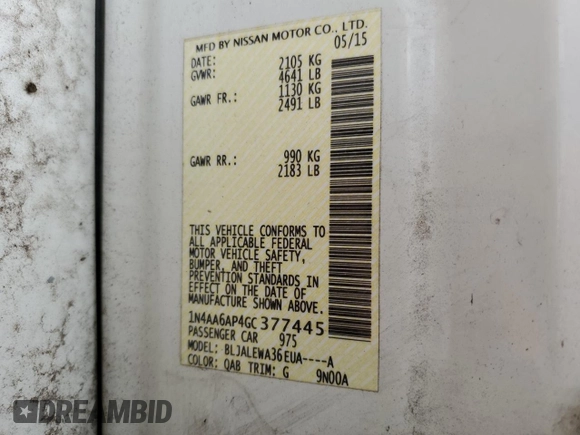 MFD BY NISSAN MOTOR CO., LTD.
DATE: 05/15
GVWR: 2105 KG
4641 LB
GAWR FR.: 1130 KG
2491 LB
GAWR RR.: 990 KG
2183 LB
THIS VEHICLE CONFORMS TO
ALL APPLICABLE FEDERAL
MOTOR VEHICLE SAFETY,
BUMPER, AND THEFT
PREVENTION STANDARDS IN
EFFECT ON THE DATE OF
MANUFACTURE SHOWN ABOVE.
1N4AA6AP4GC377445
PASSENGER CAR 975
MODEL: BLJALEWA36EUA----A
COLOR: QAB TRIM: G 9N00A
DREAMBID